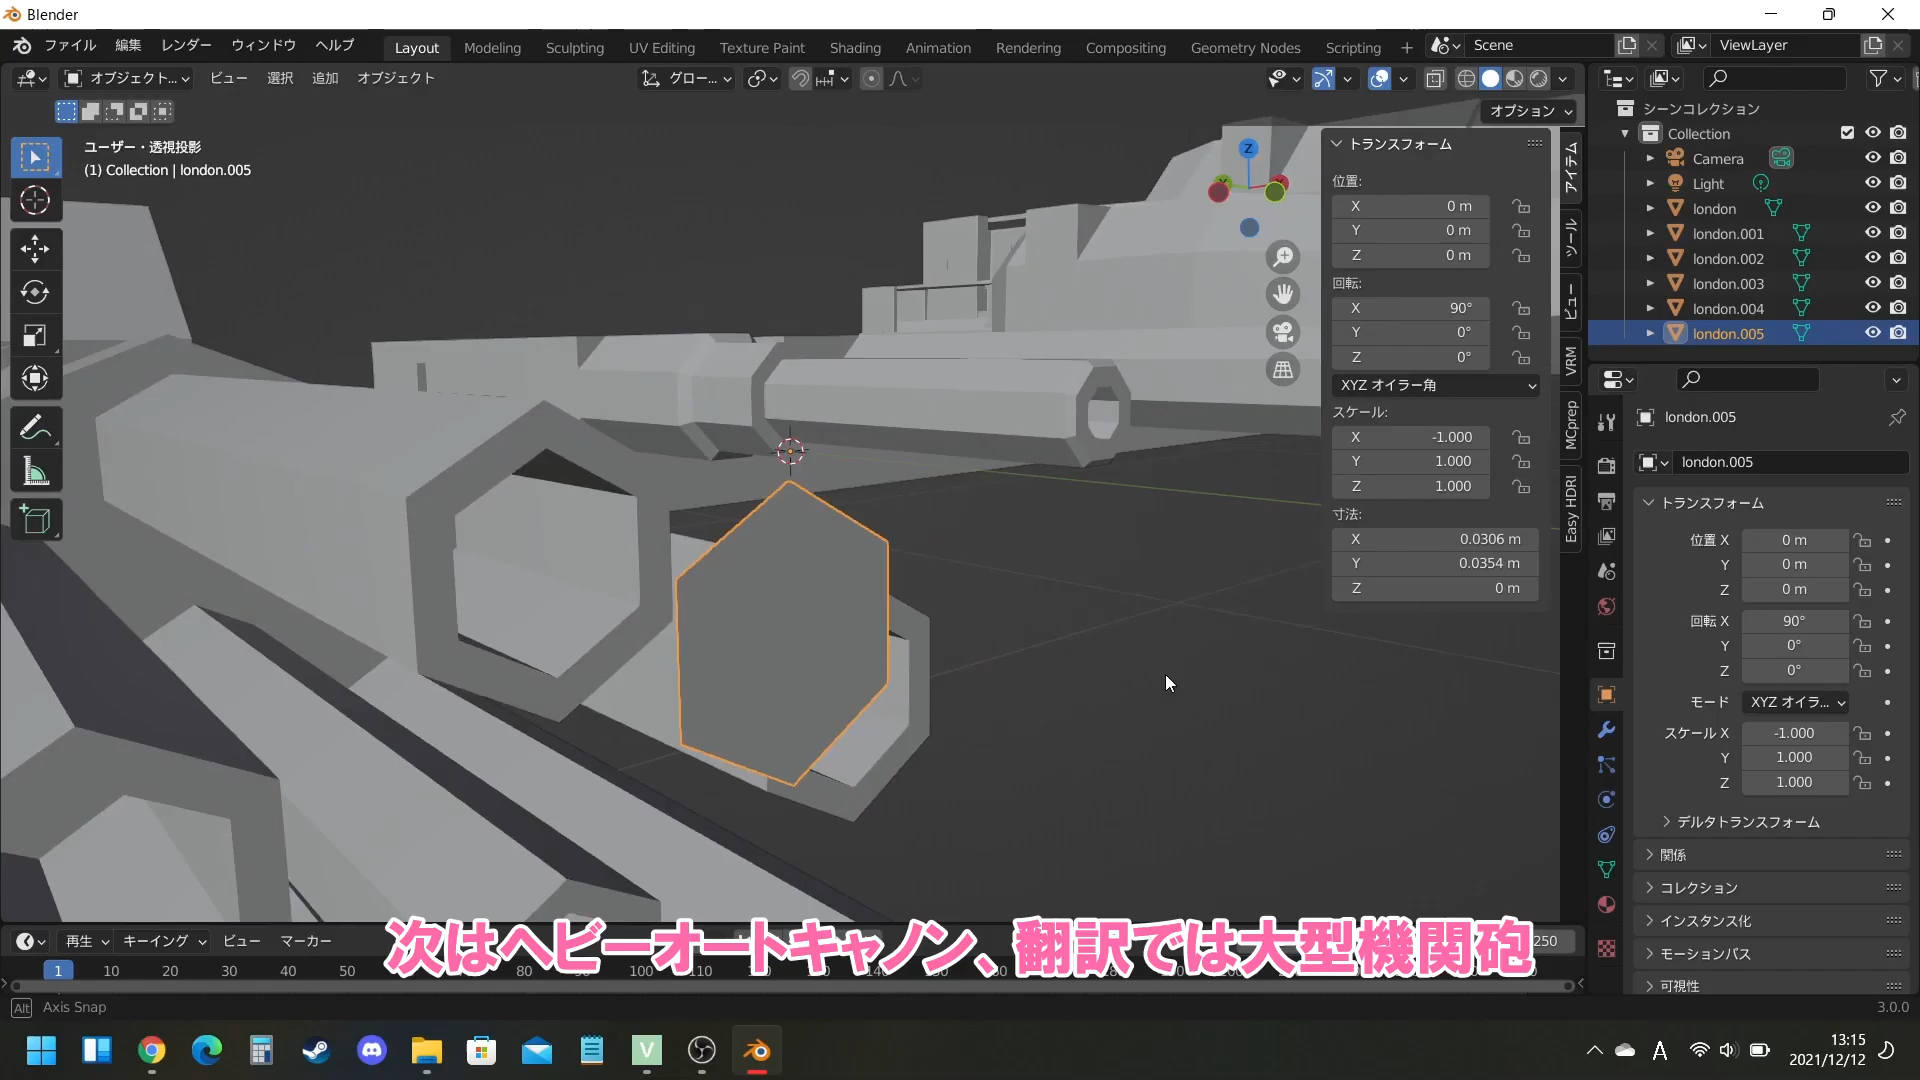 Blender
ファイル 編集 レンダー ウィンドウ ヘルプ Layout Modeling Sculpting UV Editing Texture Paint Shading Animation Rendering Compositing Geometry Nodes Scripting + Scene ViewLayer
オブジェクト... ビュー 選択 追加 オブジェクト グロー...
オプション
ユーザー・透視投影
(1) Collection | london.005
Z
トランスフォーム
位置:
X 0 m
Y 0 m
Z 0 m
回転:
X 90°
Y 0°
Z 0°
XYZ オイラー角
スケール:
X -1.000
Y 1.000
Z 1.000
寸法:
X 0.0306 m
Y 0.0354 m
Z 0 m
アイテム
ツール
ビュー
VRM
MCprep
Easy HDRI
シーンコレクション
Collection
Camera
Light
london
london.001
london.002
london.003
london.004
london.005
london.005
london.005
トランスフォーム
位置 X 0 m
Y 0 m
Z 0 m
回転 X 90°
Y 0°
Z 0°
モード XYZ オイラ...
スケール X -1.000
Y 1.000
Z 1.000
デルタトランスフォーム
関係
コレクション
インスタンス化
モーションパス
可視性
再生 キーイング ビュー マーカー
250
次はヘビーオートキャノン、翻訳では大型機関砲
1 10 20 30 40 50 80 90 100 110
Alt Axis Snap
3.0.0
A
13:15
2021/12/12